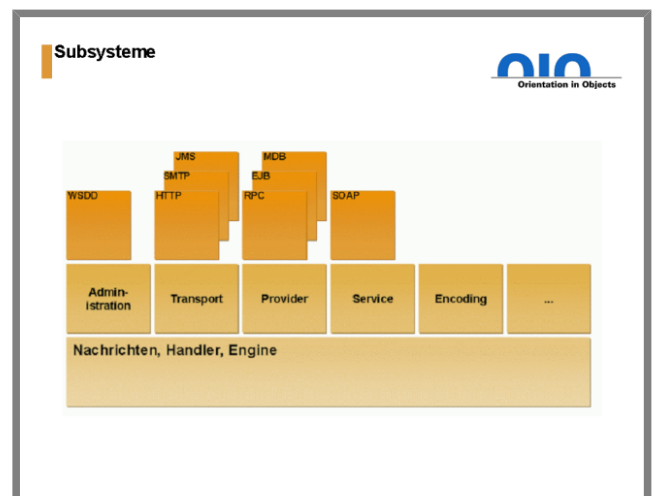 Subsysteme
OIO
Orientation in Objects
JMS
MDB
SMTP
EJB
WSDD
HTTP
RPC
SOAP
Admin-
istration
Transport
Provider
Service
Encoding
...
Nachrichten, Handler, Engine